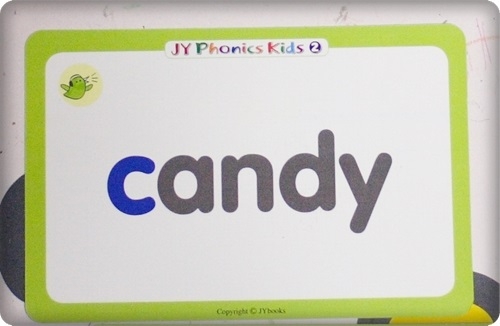 JY Phonics Kids 2
candy
Copyright © JYbooks